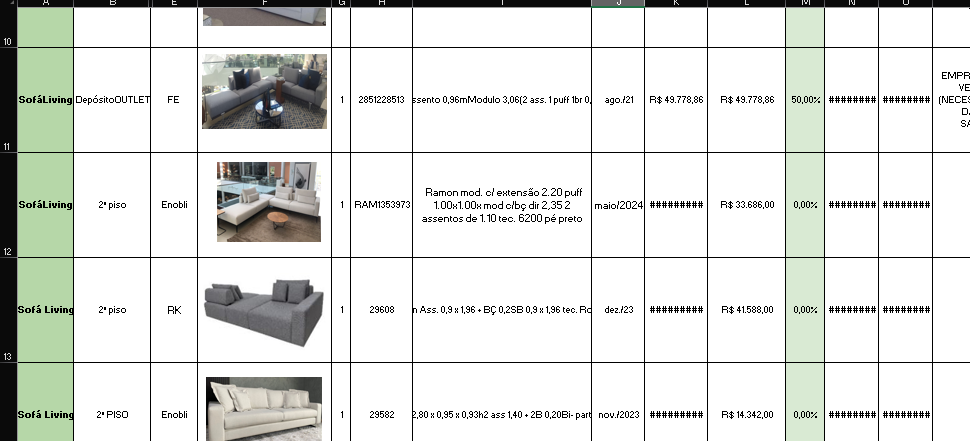 A B E F G H I J K L M N O
10
11
SofáLiving DepósitoOUTLET FE 1 2851228513 ssento 0,96mModulo 3,06(2 ass. 1 puff 1br 0, ago./21 R$ 49.778,86 R$ 49.778,86 50,00% ######## ########
EMPR
VE
(NECES
D
SA
12
SofáLiving 2º piso Enobli 1 RAM1353973
Ramon mod. c/ extensão 2.20 puff
1.00x1.00x mod c/bç dir 2,35 2
assentos de 1.10 tec. 6200 pé preto
maio/2024 ######### R$ 33.686,00 0,00% ######## ########
13
Sofá Living 2º piso RK 1 29608 n Ass. 0,9 x 1,96 + BÇ 0,2SB 0,9 x 1,96 tec. Ro dez./23 ######### R$ 41.588,00 0,00% ######## ########
Sofá Living 2º PISO Enobli 1 29582 2,80 x 0,95 x 0,93h2 ass 1,40 + 2B 0,20Bi- part nov./2023 ######### R$ 14.342,00 0,00% ######## ########